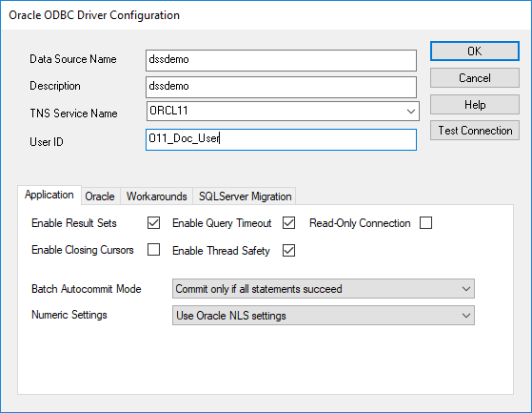 Oracle ODBC Driver Configuration
Data Source Name dssdemo OK
Description dssdemo Cancel
TNS Service Name ORCL11 Help
User ID O11_Doc_User Test Connection
Application Oracle Workarounds SQLServer Migration
Enable Result Sets Enable Query Timeout Read-Only Connection
Enable Closing Cursors Enable Thread Safety
Batch Autocommit Mode Commit only if all statements succeed
Numeric Settings Use Oracle NLS settings